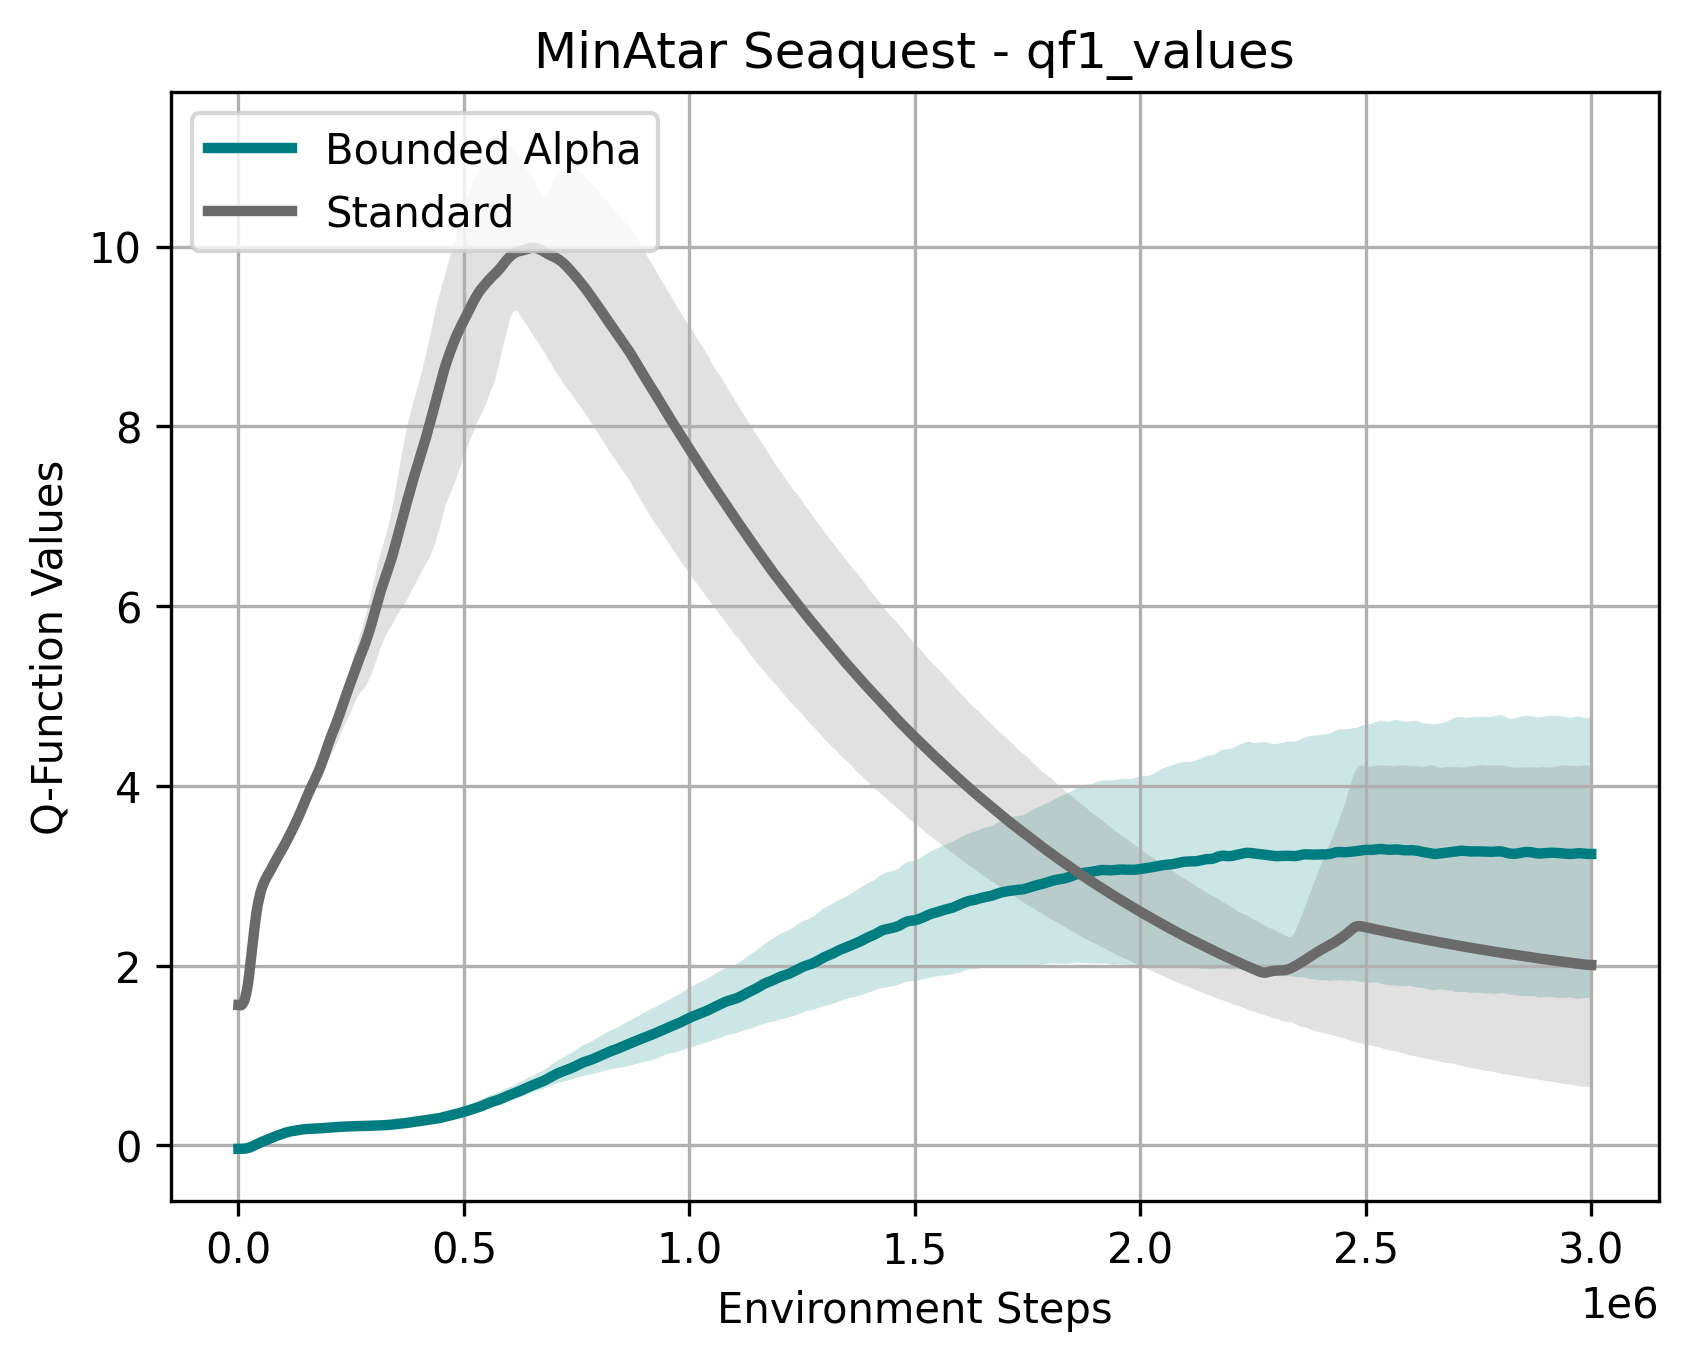 MinAtar Seaquest - qf1_values
Bounded Alpha
Standard
Q-Function Values
10
8
6
4
2
0
0.0 0.5 1.0 1.5 2.0 2.5 3.0
1e6
Environment Steps